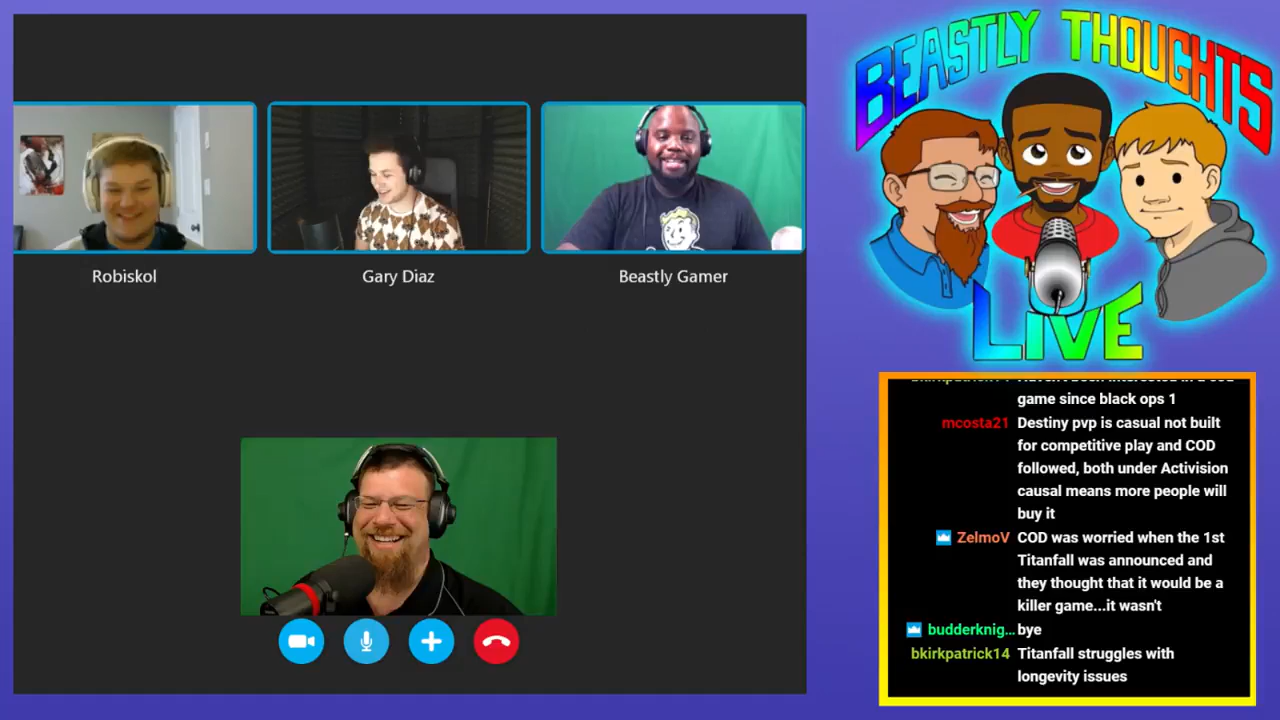 Robiskol
Gary Diaz
Beastly Gamer
BEASTLY THOUGHTS
LIVE
game since black ops 1
mcosta21 Destiny pvp is casual not built
for competitive play and COD
followed, both under Activision
causal means more people will
buy it
ZelmoV COD was worried when the 1st
Titanfall was announced and
they thought that it would be a
killer game...it wasn't
budderknig... bye
bkirkpatrick14 Titanfall struggles with
longevity issues